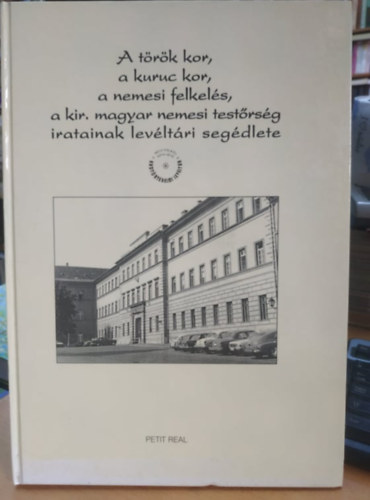 A török kor,
a kuruc kor,
a nemesi felkelés,
a kir. magyar nemesi testőrség
iratainak levéltári segédlete
PETIT REAL